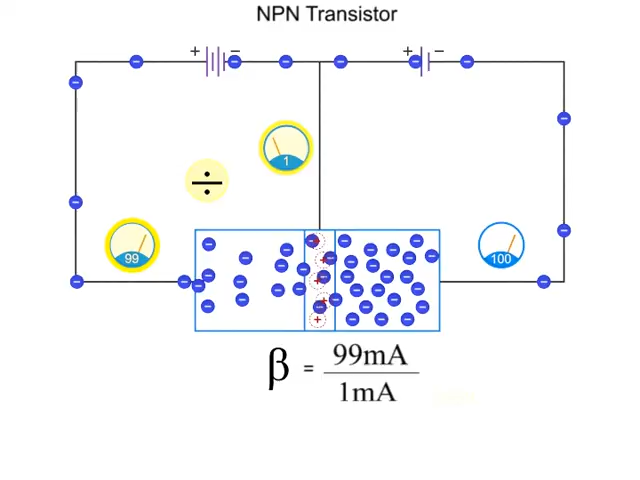 NPN Transistor
+ − + −
1
÷
99
100
β = 99mA
1mA